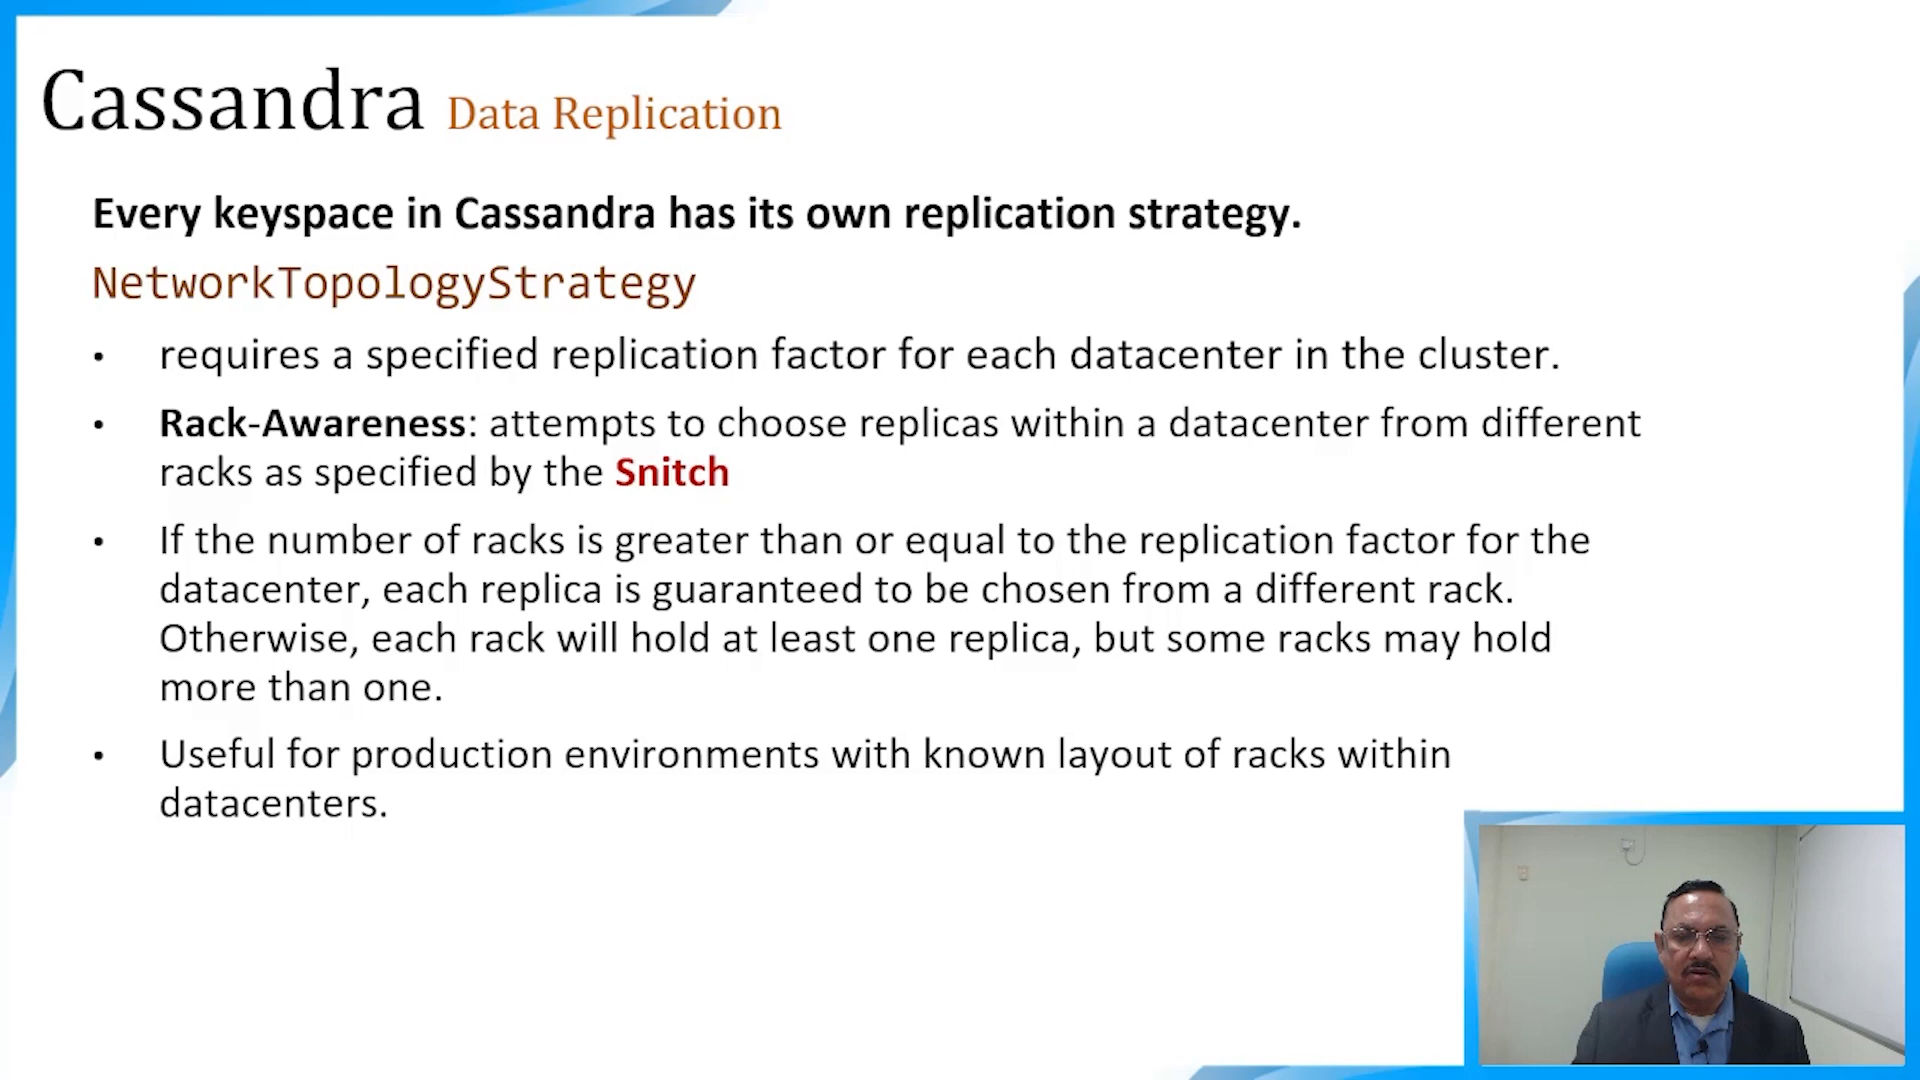 Cassandra Data Replication
Every keyspace in Cassandra has its own replication strategy.
NetworkTopologyStrategy
• requires a specified replication factor for each datacenter in the cluster.
• Rack-Awareness: attempts to choose replicas within a datacenter from different
racks as specified by the Snitch
• If the number of racks is greater than or equal to the replication factor for the
datacenter, each replica is guaranteed to be chosen from a different rack.
Otherwise, each rack will hold at least one replica, but some racks may hold
more than one.
• Useful for production environments with known layout of racks within
datacenters.